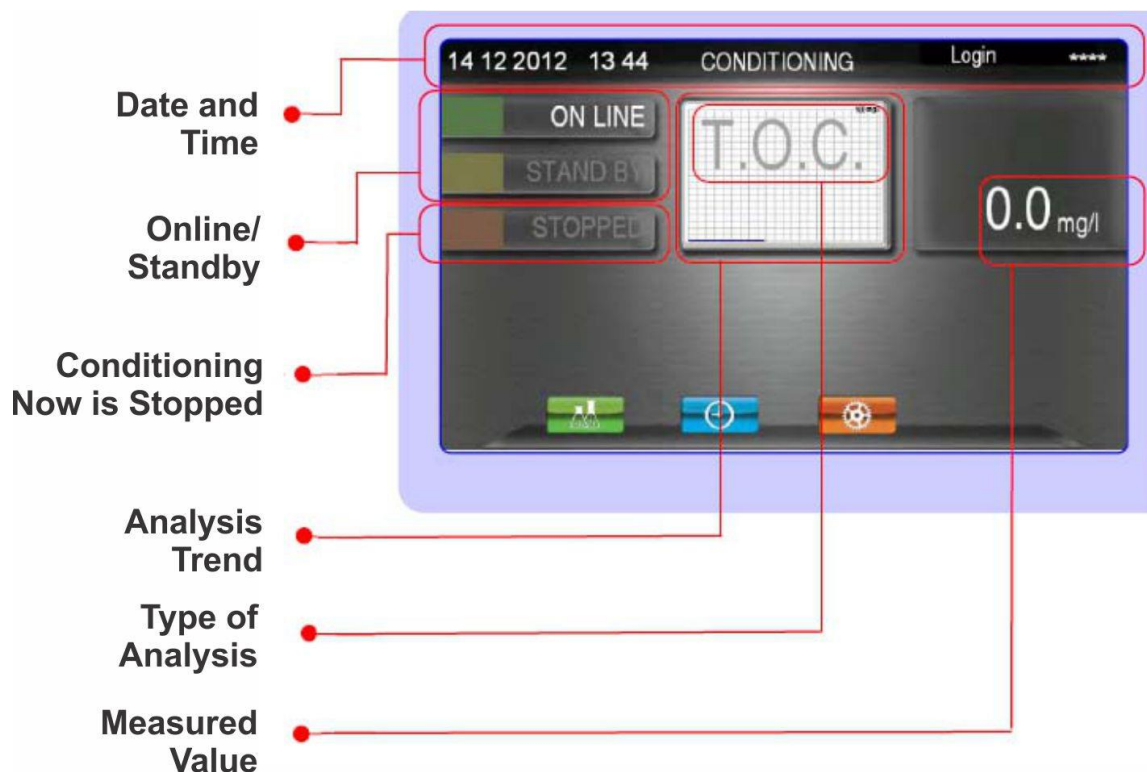 14 12 2012 13 44 CONDITIONING Login ****
Date and
Time
ON LINE
STAND BY
STOPPED
T.O.C.
0.0 mg/l
Online/
Standby
Conditioning
Now is Stopped
Analysis
Trend
Type of
Analysis
Measured
Value